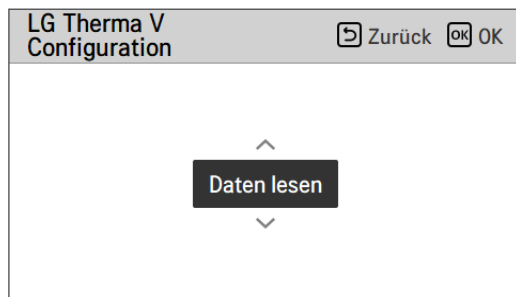 LG Therma V
Configuration
Zurück OK OK
Daten lesen